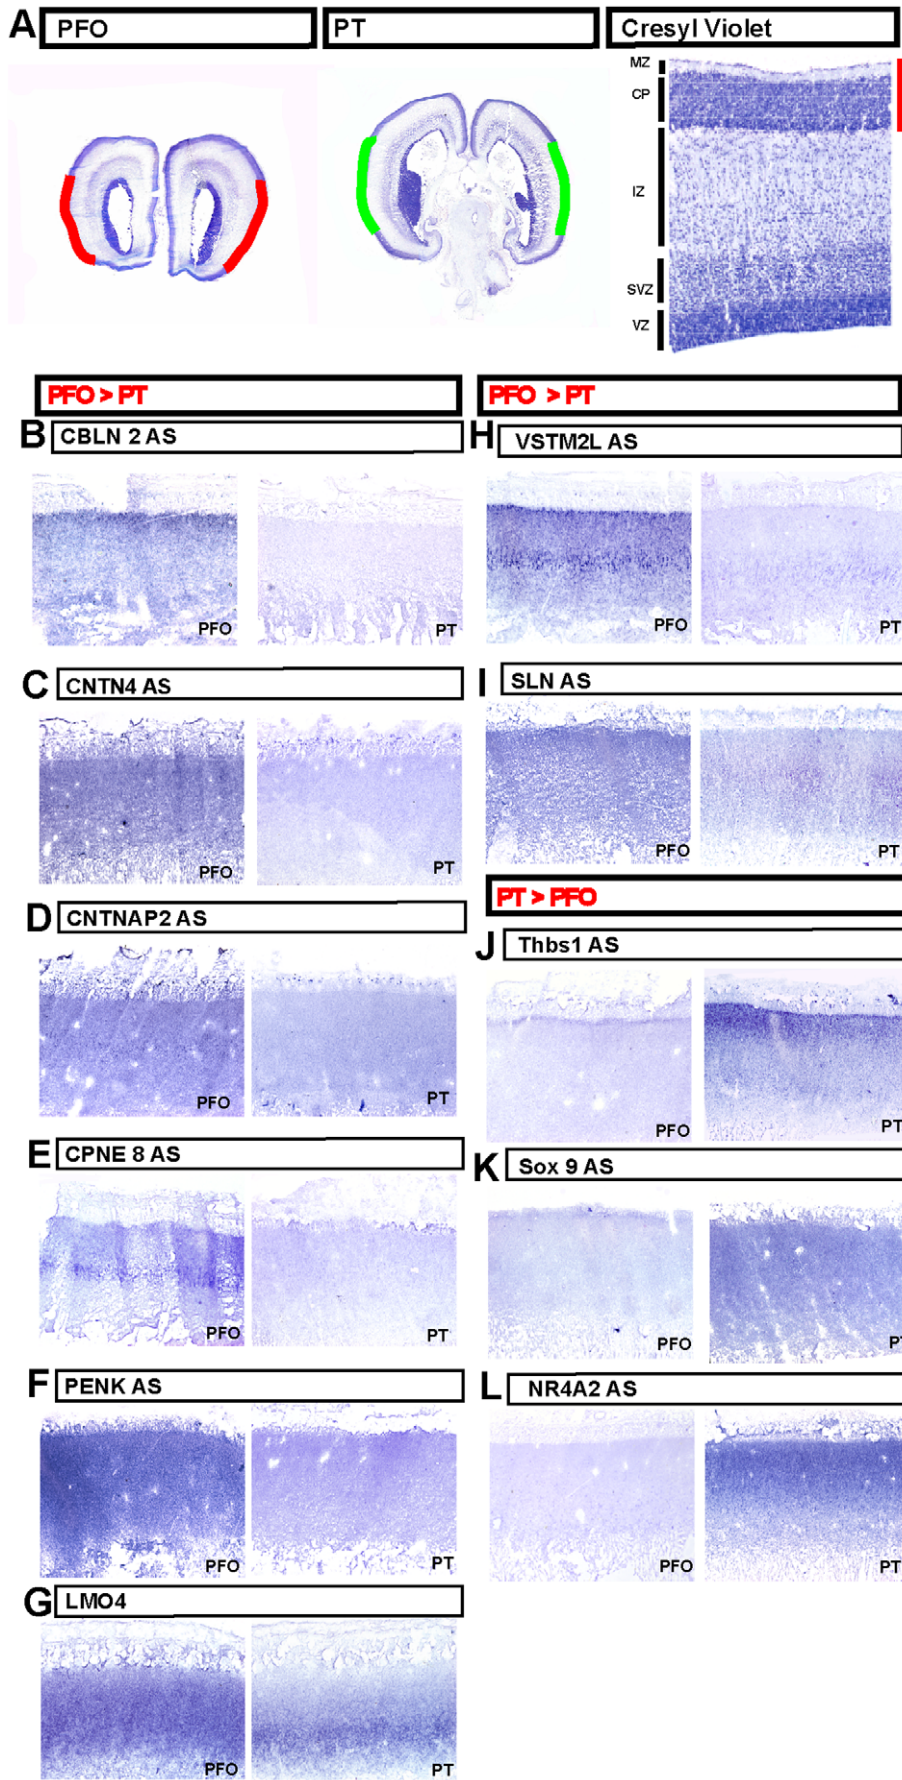 A PFO PT Cresyl Violet
MZ
CP
IZ
SVZ
VZ
PFO > PT
B CBLN 2 AS
PFO PT
C CNTN4 AS
PFO PT
D CNTNAP2 AS
PFO PT
E CPNE 8 AS
PFO PT
F PENK AS
PFO PT
G LMO4
PFO PT
PFO > PT
H VSTM2L AS
PFO PT
I SLN AS
PFO PT
PT > PFO
J Thbs1 AS
PFO PT
K Sox 9 AS
PFO PT
L NR4A2 AS
PFO PT